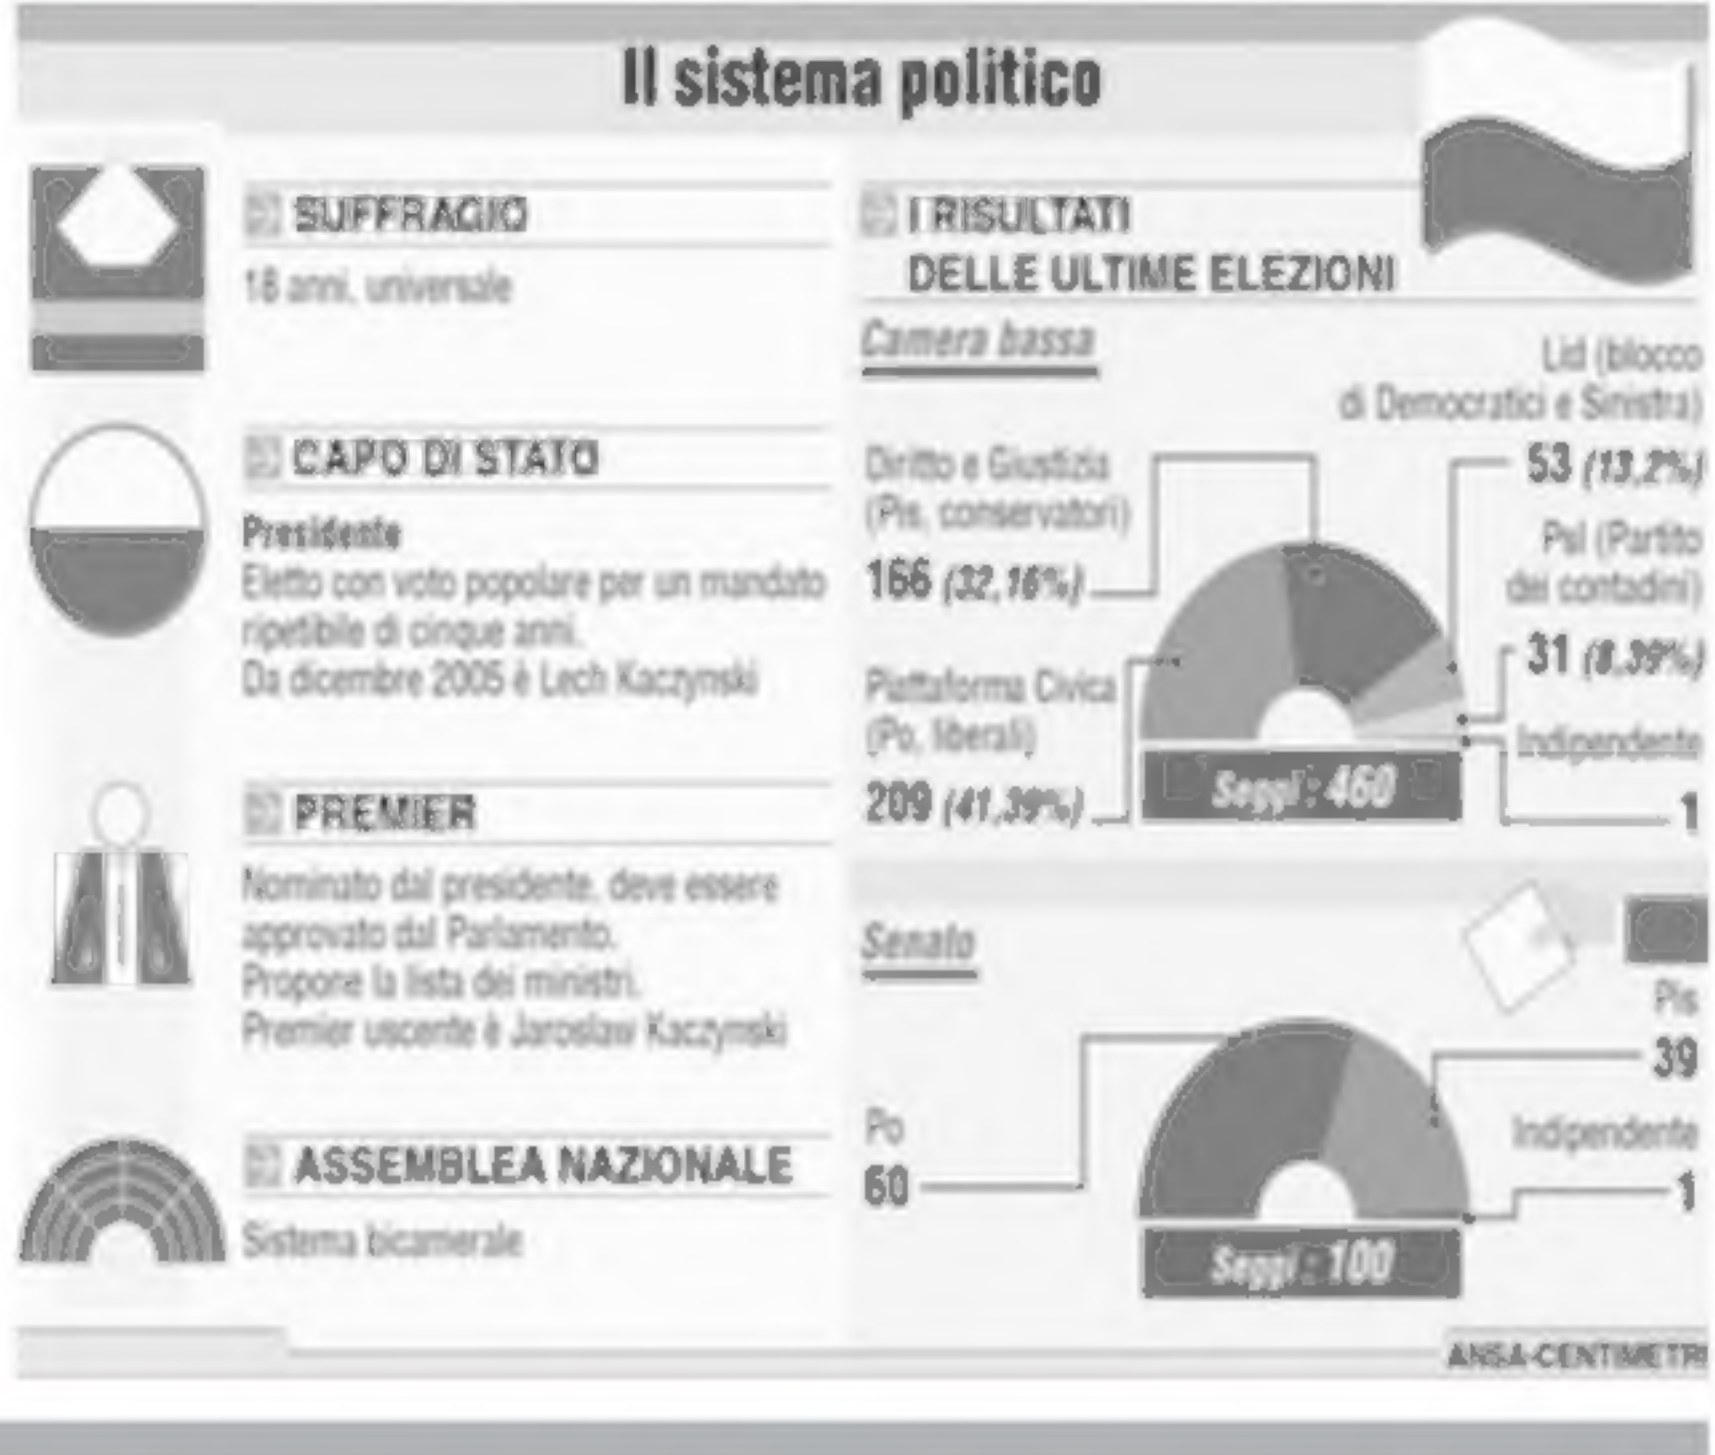 Il sistema politico
SUFFRAGIO
18 anni, universale
CAPO DI STATO
Presidente
Eletto con voto popolare per un mandato
ripetibile di cinque anni.
Da dicembre 2005 è Lech Kaczynski
PREMIER
Nominato dal presidente, deve essere
approvato dal Parlamento.
Propone la lista dei ministri.
Premier uscente è Jaroslaw Kaczynski
ASSEMBLEA NAZIONALE
Sistema bicamerale
I RISULTATI
DELLE ULTIME ELEZIONI
Camera bassa
Lid (blocco
di Democratici e Sinistra)
53 (13,2%)
Diritto e Giustizia
(Pis, conservatori)
166 (32,16%)
Psl (Partito
dei contadini)
31 (8,39%)
Piattaforma Civica
(Po, liberali)
209 (41,39%)
Indipendente
1
Seggi: 460
Senato
Pis
39
Po
60
Indipendente
1
Seggi: 100
ANSA-CENTIMETRI